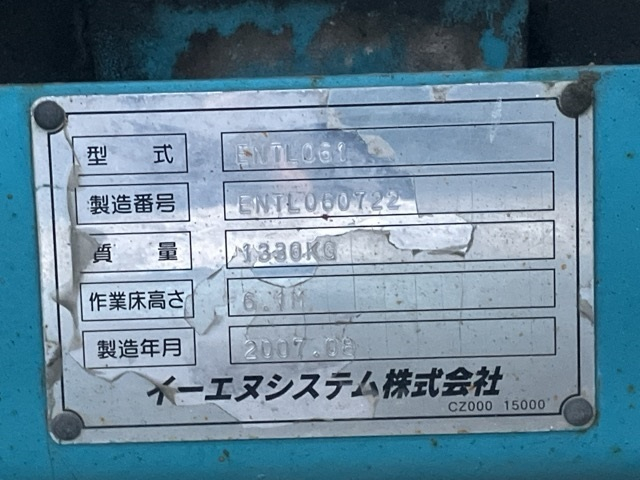 型式 ENTL061
製造番号 ENTL060722
質量 1330KG
作業床高さ 6.1M
製造年月 2007.08
イーエヌシステム株式会社
CZ000 15000